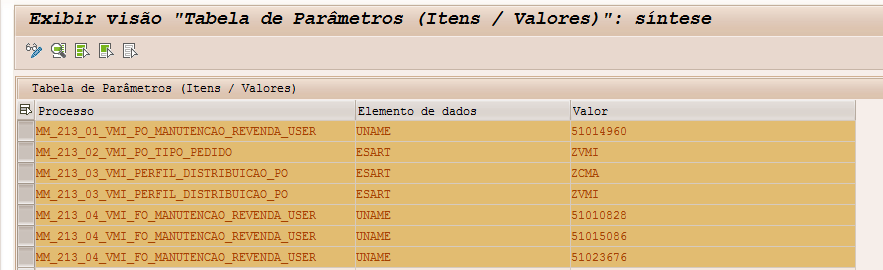 Exibir visão "Tabela de Parâmetros (Itens / Valores)": síntese
Tabela de Parâmetros (Itens / Valores)
Processo Elemento de dados Valor
MM_213_01_VMI_PO_MANUTENCAO_REVENDA_USER UNAME 51014960
MM_213_02_VMI_PO_TIPO_PEDIDO ESART ZVMI
MM_213_03_VMI_PERFIL_DISTRIBUICAO_PO ESART ZCMA
MM_213_03_VMI_PERFIL_DISTRIBUICAO_PO ESART ZVMI
MM_213_04_VMI_FO_MANUTENCAO_REVENDA_USER UNAME 51010828
MM_213_04_VMI_FO_MANUTENCAO_REVENDA_USER UNAME 51015086
MM_213_04_VMI_FO_MANUTENCAO_REVENDA_USER UNAME 51023676